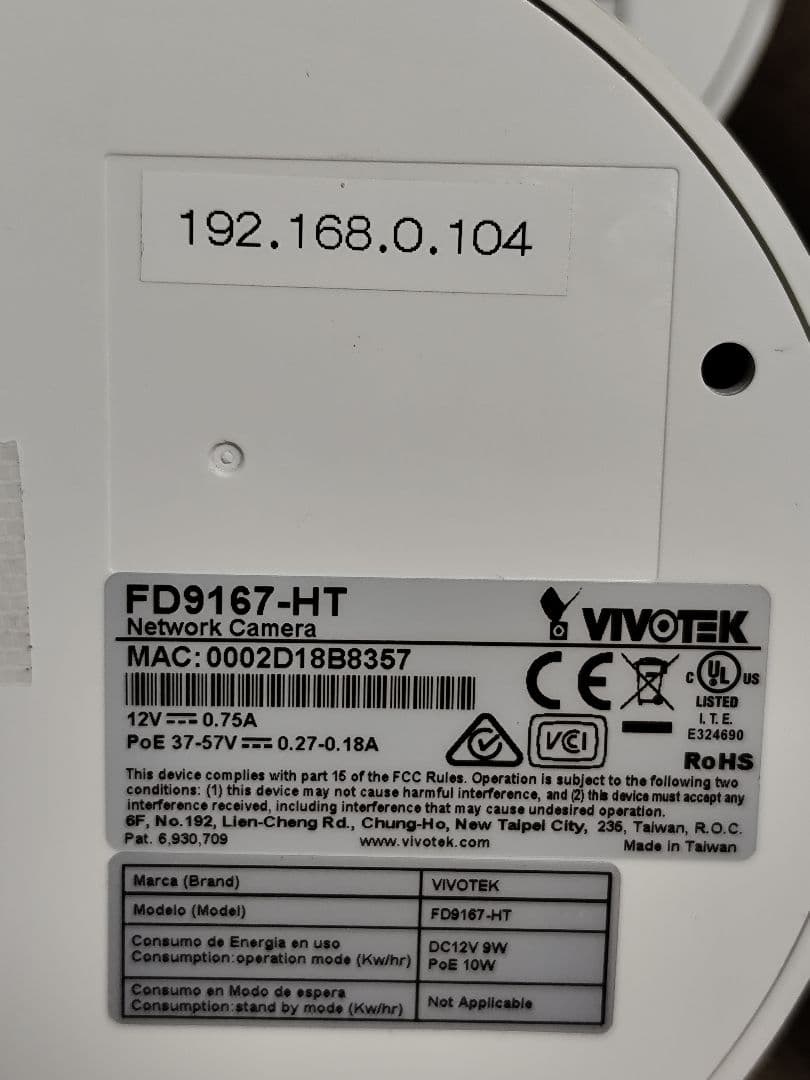 192.168.0.104
FD9167-HT
Network Camera
VIVOTEK
MAC:0002D18B8357
12V 0.75A
PoE 37-57V 0.27-0.18A
CE
C UL US
LISTED
I.T.E.
E324690
VCI
RoHS
This device complies with part 15 of the FCC Rules. Operation is subject to the following two
conditions: (1) this device may not cause harmful interference, and (2) this device must accept any
interference received, including interference that may cause undesired operation.
6F, No.192, Lien-Cheng Rd., Chung-Ho, New Taipei City, 235, Taiwan, R.O.C.
Pat. 6,930,709 www.vivotek.com Made in Taiwan
Marca (Brand) VIVOTEK
Modelo (Model) FD9167-HT
Consumo de Energia en uso
Consumption:operation mode (Kw/hr)
DC12V 9W
PoE 10W
Consumo en Modo de espera
Consumption:stand by mode (Kw/hr)
Not Applicable